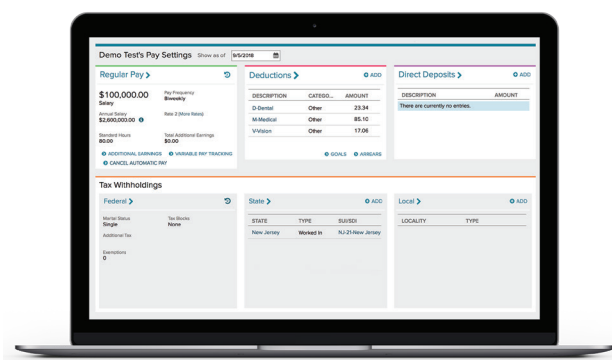 Demo Test's Pay Settings Show as of 9/5/2018
Regular Pay >
$100,000.00
Salary
Pay Frequency
Biweekly
Annual Salary
$2,600,000.00
Rate 2 (More Rates)
Standard Hours
80.00
Total Additional Earnings
$0.00
ADDITIONAL EARNINGS VARIABLE PAY TRACKING
CANCEL AUTOMATIC PAY
Deductions > ADD
DESCRIPTION CATEGO... AMOUNT
D-Dental Other 23.34
M-Medical Other 85.10
V-Vision Other 17.06
GOALS ARREARS
Direct Deposits > ADD
DESCRIPTION AMOUNT
There are currently no entries.
Tax Withholdings
Federal >
Marital Status
Single
Tax Blocks
None
Additional Tax
Exemptions
0
State > ADD
STATE TYPE SUI/SDI
New Jersey Worked In NJ-21-New Jersey
Local > ADD
LOCALITY TYPE